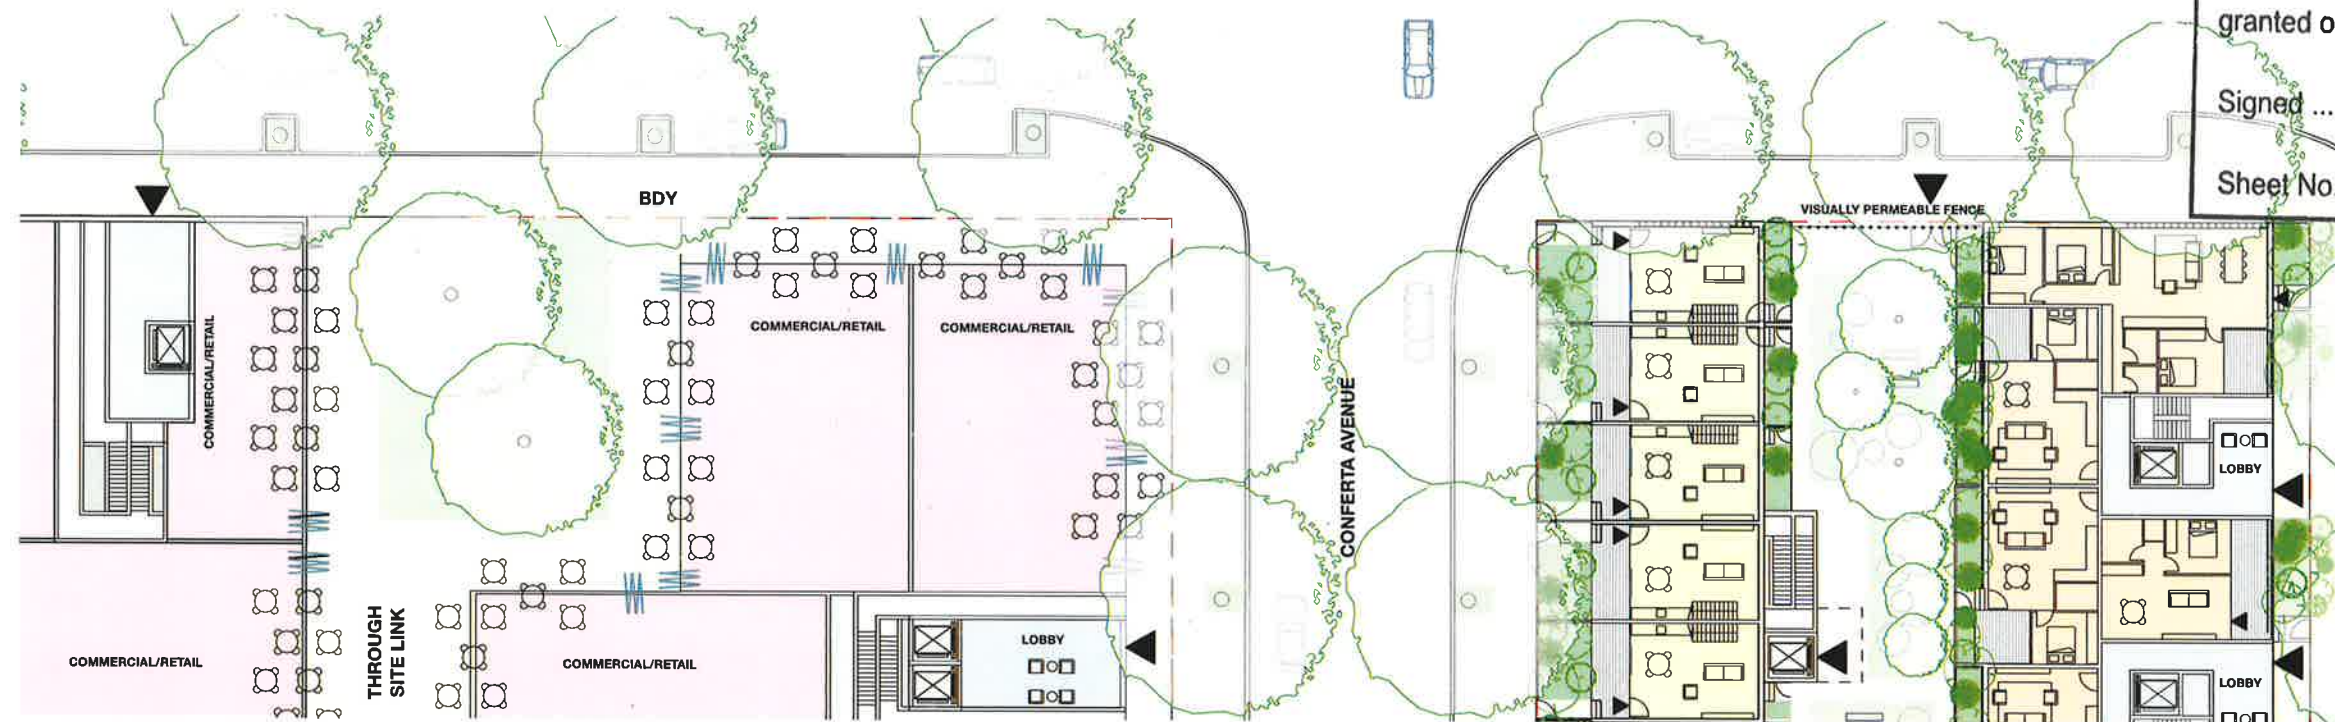 granted o
Signed ...
Sheet No.
BDY
VISUALLY PERMEABLE FENCE
COMMERCIAL/RETAIL
COMMERCIAL/RETAIL
COMMERCIAL/RETAIL
CONFERTA AVENUE
LOBBY
THROUGH
SITE LINK
COMMERCIAL/RETAIL
COMMERCIAL/RETAIL
LOBBY
LOBBY